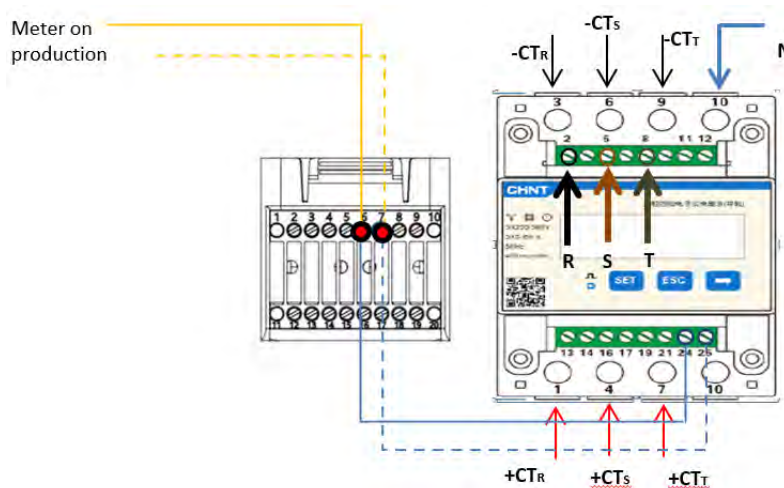 Meter on
production
-CTR
-CTS
-CTT
N
3 6 9 10
2 5 8 11 12
CHNT
R S T
SET ESC
1 2 3 4 5 6 7 8 9 10
11 12 13 14 15 16 17 18 19 20
13 14 16 17 19 21 24 25
1 4 7 10
+CTR +CTS +CTT